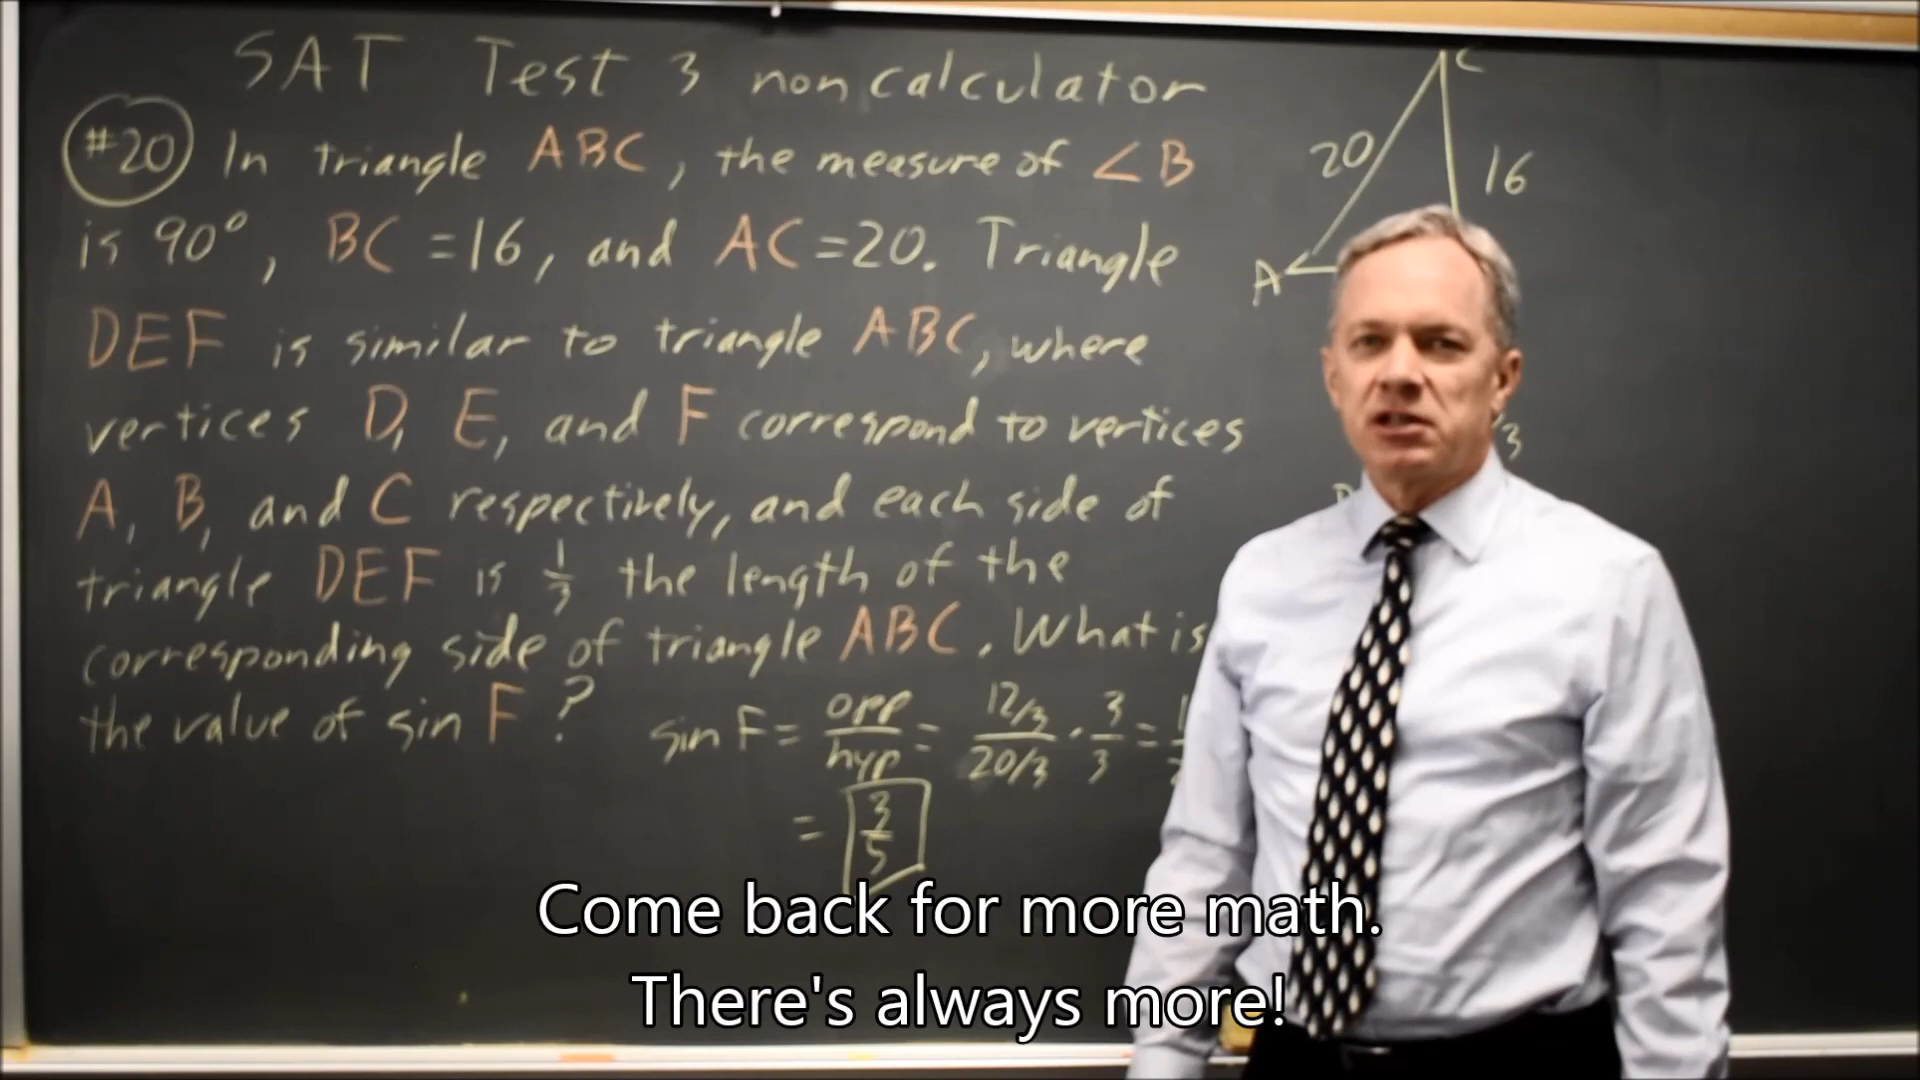 SAT Test 3 non calculator
#20 In triangle ABC, the measure of ∠B
is 90°, BC = 16, and AC = 20. Triangle
DEF is similar to triangle ABC, where
vertices D, E, and F correspond to vertices
A, B, and C respectively, and each side of
triangle DEF is 1/3 the length of the
corresponding side of triangle ABC. What is
the value of sin F?
sin F = opp/hyp = 12/3 / 20/3 · 3/3 =
= 3/5
C
20
16
A
/3
Come back for more math.
There's always more!